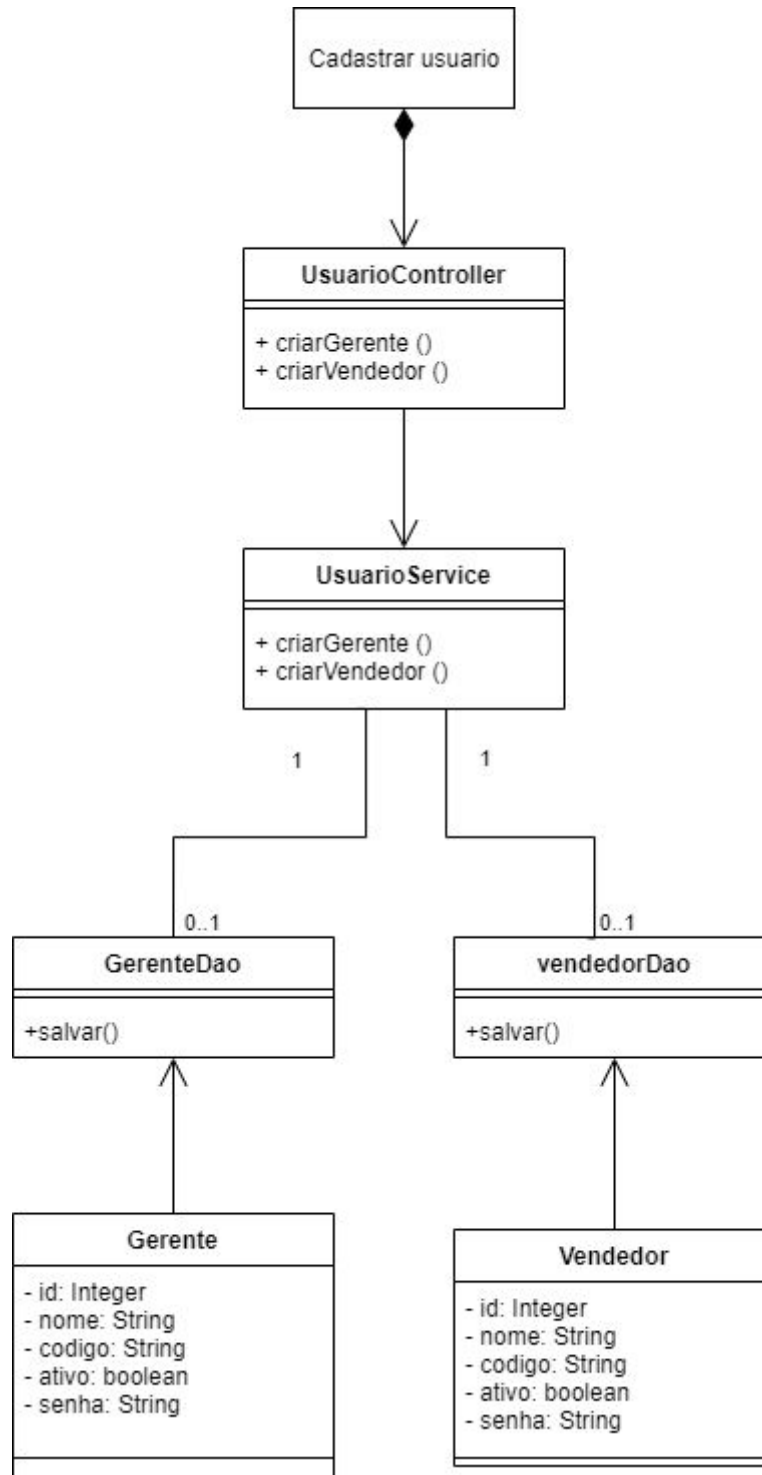 Cadastrar usuario
UsuarioController
+ criarGerente ()
+ criarVendedor ()
UsuarioService
+ criarGerente ()
+ criarVendedor ()
1
1
0..1
0..1
GerenteDao
+salvar()
vendedorDao
+salvar()
Gerente
- id: Integer
- nome: String
- codigo: String
- ativo: boolean
- senha: String
Vendedor
- id: Integer
- nome: String
- codigo: String
- ativo: boolean
- senha: String